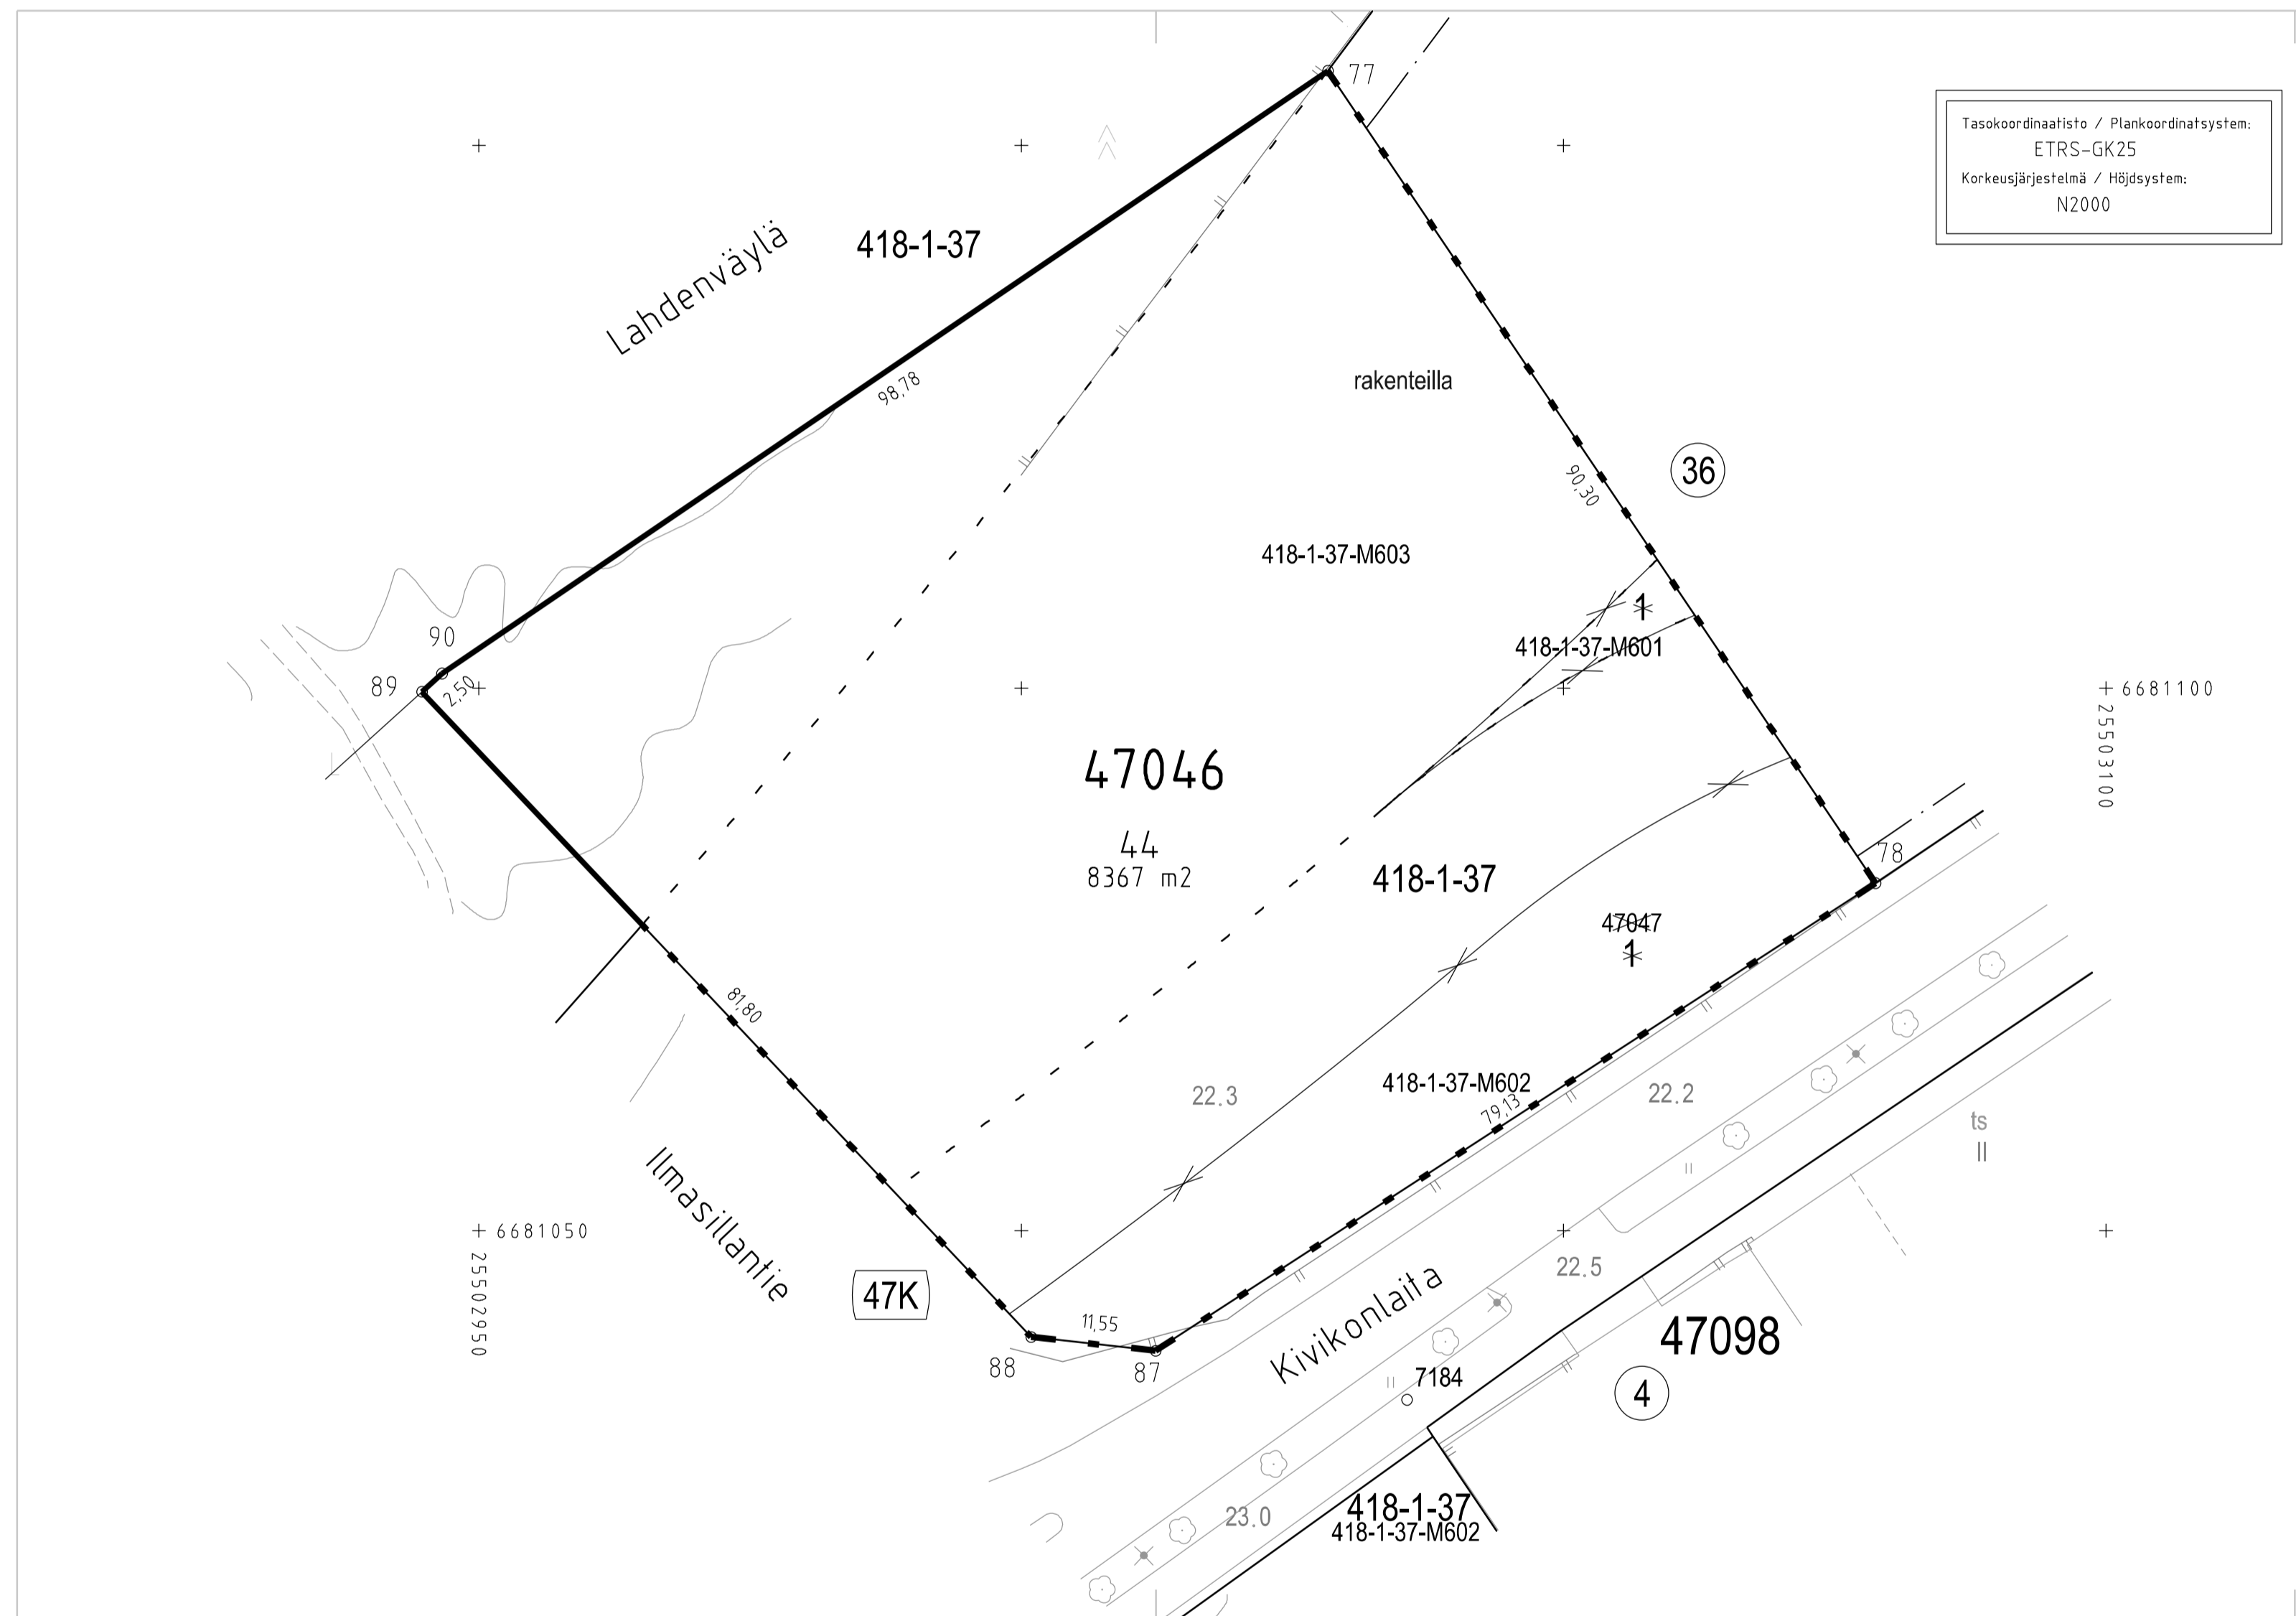 77
Tasokoordinaatisto / Plankoordinatsystem:
ETRS-GK25
Korkeusjärjestelmä / Höjdsystem:
N2000
Lahdenväylä
418-1-37
98,78
rakenteilla
36
90,30
418-1-37-M603
1
418-1-37-M601
90
89
2,50
6681100
25503100
47046
44
8367 m2
78
418-1-37
47047
1
81,80
418-1-37-M602
79,13
22.3
22.2
ts
II
Ilmasillantie
6681050
25502950
47K
22.5
11,55
88
87
Kivikonlaita
47098
7184
4
418-1-37
418-1-37-M602
23.0